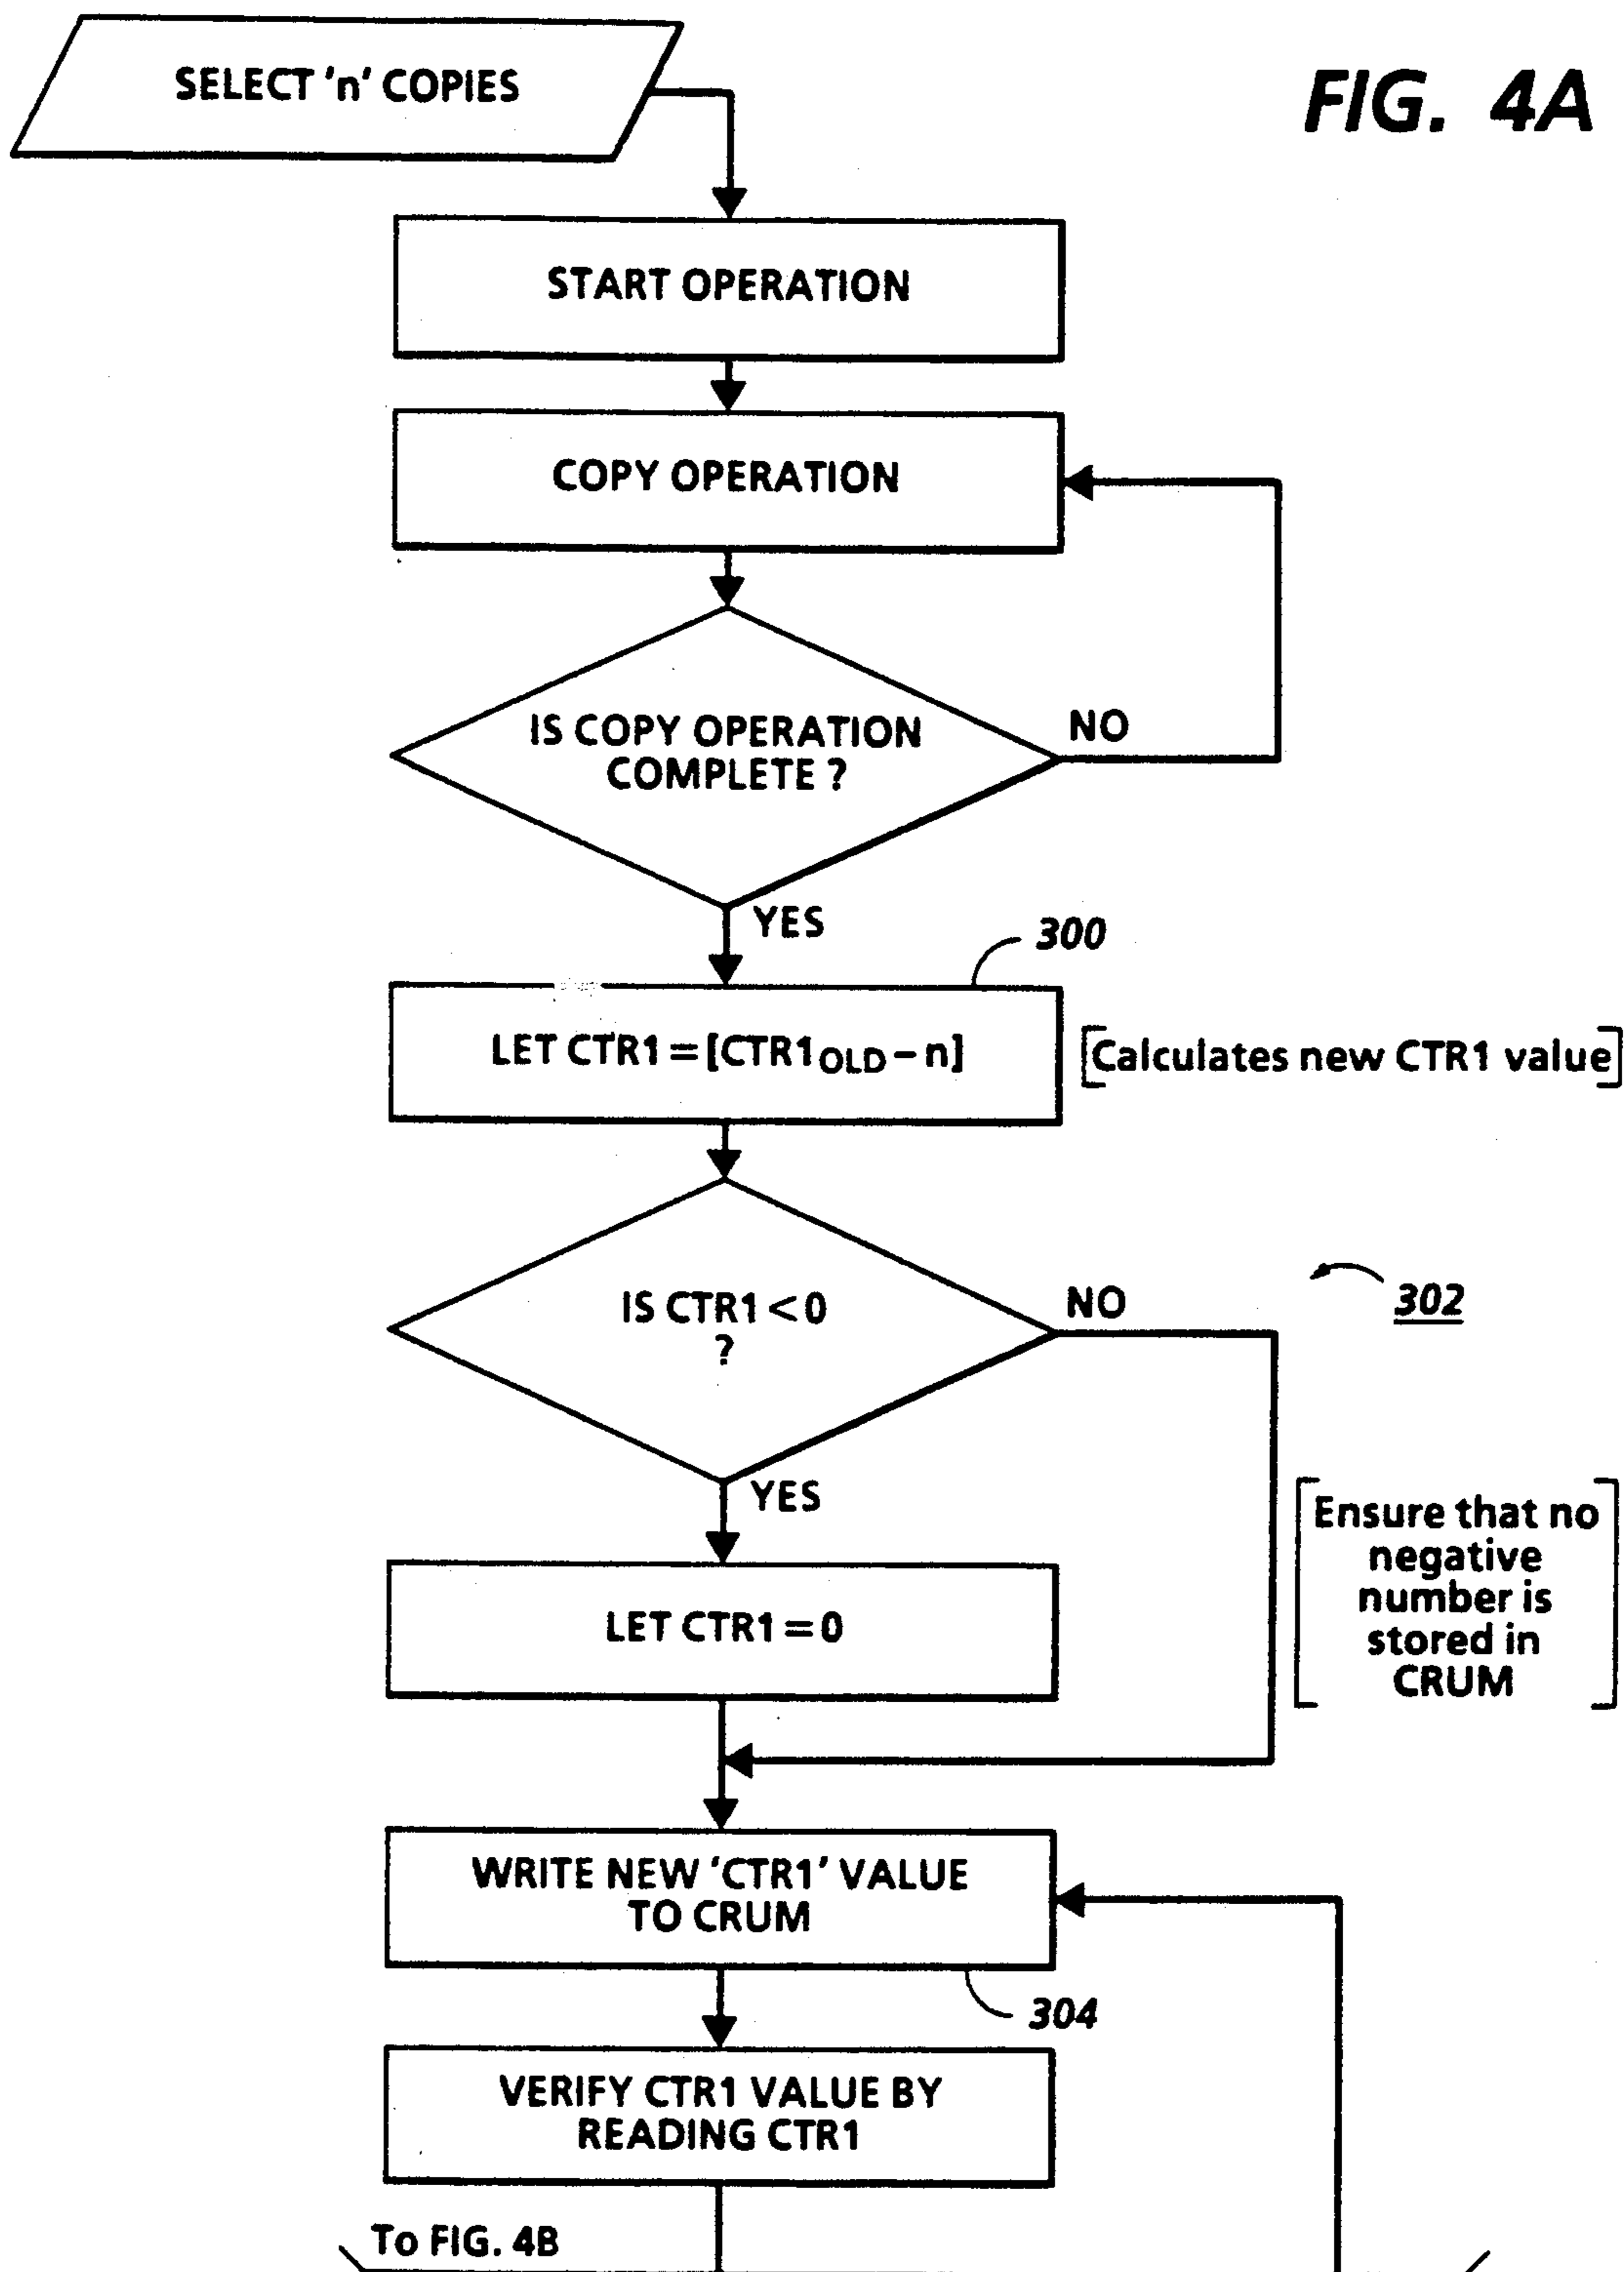 FIG. 4A
SELECT 'n' COPIES
START OPERATION
COPY OPERATION
IS COPY OPERATION
COMPLETE ?
NO
YES
300
LET CTR1 = [CTR1OLD – n]
[Calculates new CTR1 value]
IS CTR1 < 0
?
NO
302
YES
[Ensure that no
negative
number is
stored in
CRUM]
LET CTR1 = 0
WRITE NEW 'CTR1' VALUE
TO CRUM
304
VERIFY CTR1 VALUE BY
READING CTR1
To FIG. 4B